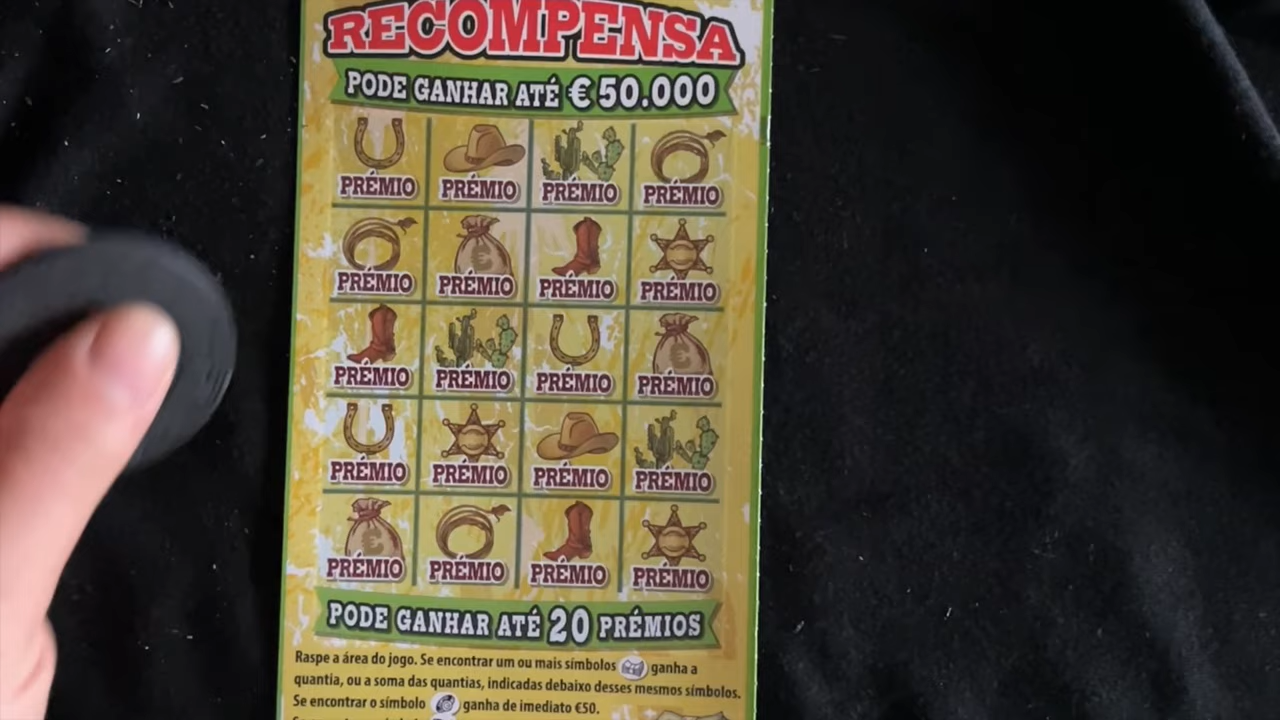 RECOMPENSA
PODE GANHAR ATÉ € 50.000
PRÉMIO PRÉMIO PRÉMIO PRÉMIO
PRÉMIO PRÉMIO PRÉMIO PRÉMIO
PRÉMIO PRÉMIO PRÉMIO PRÉMIO
PRÉMIO PRÉMIO PRÉMIO PRÉMIO
PRÉMIO PRÉMIO PRÉMIO PRÉMIO
PODE GANHAR ATÉ 20 PRÉMIOS
Raspe a área do jogo. Se encontrar um ou mais símbolos ganha a
quantia, ou a soma das quantias, indicadas debaixo desses mesmos símbolos.
Se encontrar o símbolo ganha de imediato €50.